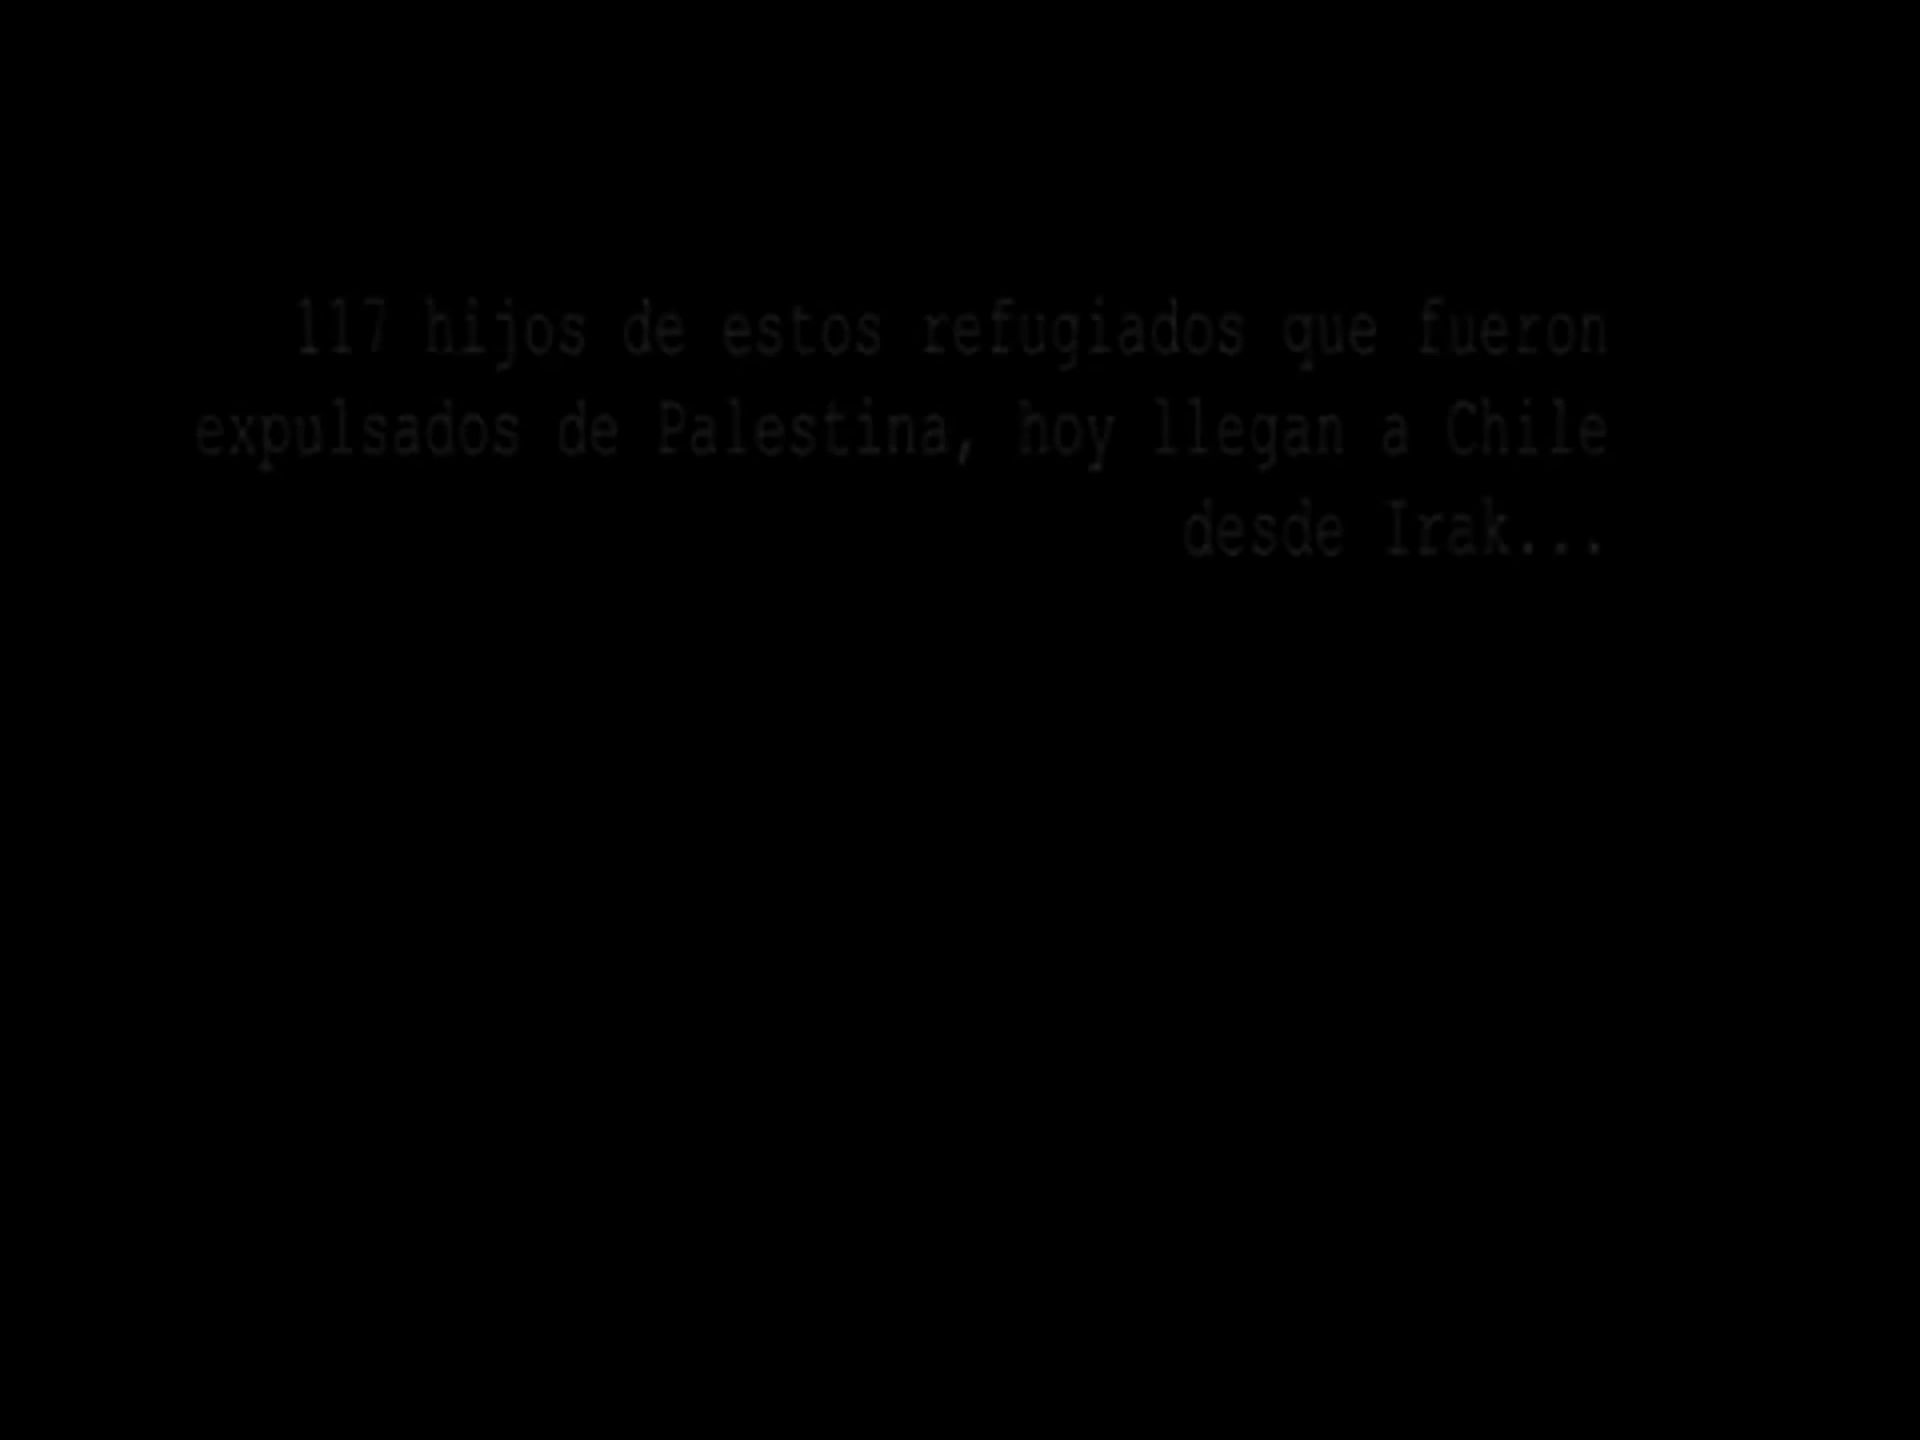 117 hijos de estos refugiados que fueron
expulsados de Palestina, hoy llegan a Chile
desde Irak...